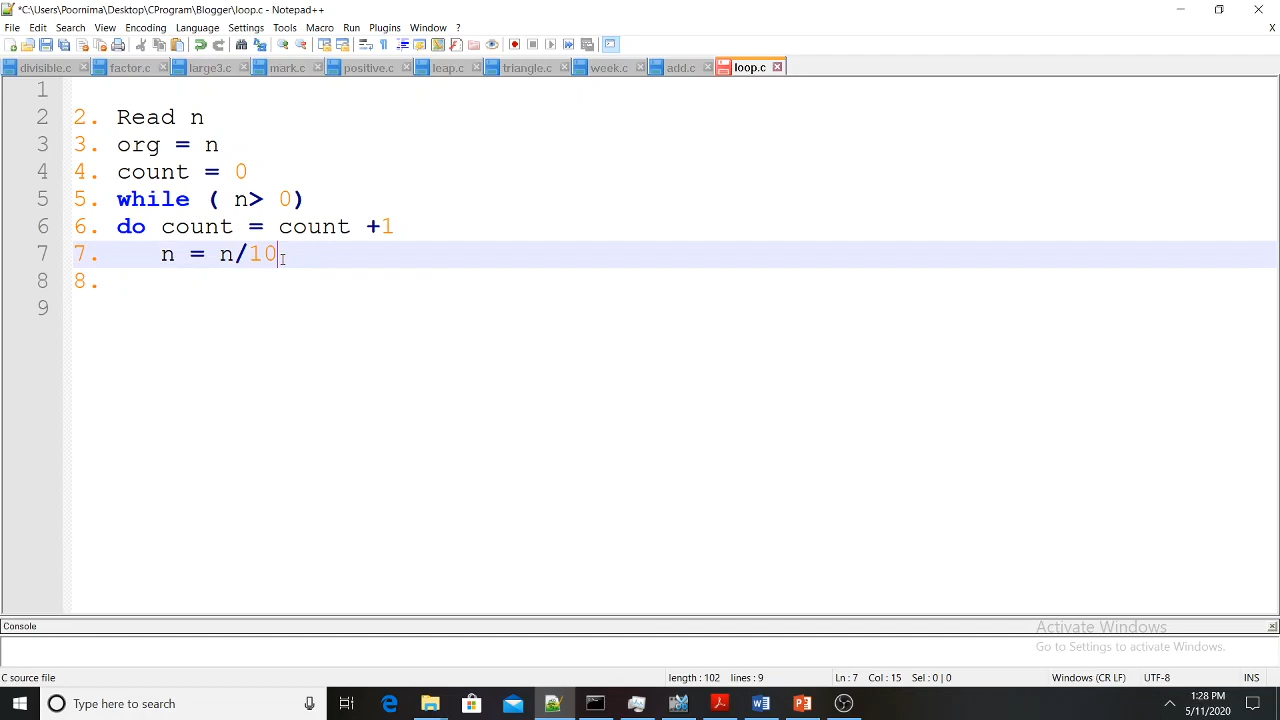 *C:\Users\Poornima\Desktop\CProgram\Blogger\loop.c - Notepad++
File Edit Search View Encoding Language Settings Tools Macro Run Plugins Window ? X
divisible.c factor.c large3.c mark.c positive.c leap.c triangle.c week.c add.c loop.c
1
2 2. Read n
3 3. org = n
4 4. count = 0
5 5. while ( n> 0)
6 6. do count = count +1
7 7. n = n/10
8 8.
9
Console
Activate Windows
Go to Settings to activate Windows.
C source file length : 102 lines : 9 Ln : 7 Col : 15 Sel : 0 | 0 Windows (CR LF) UTF-8 INS
Type here to search
1:28 PM
5/11/2020